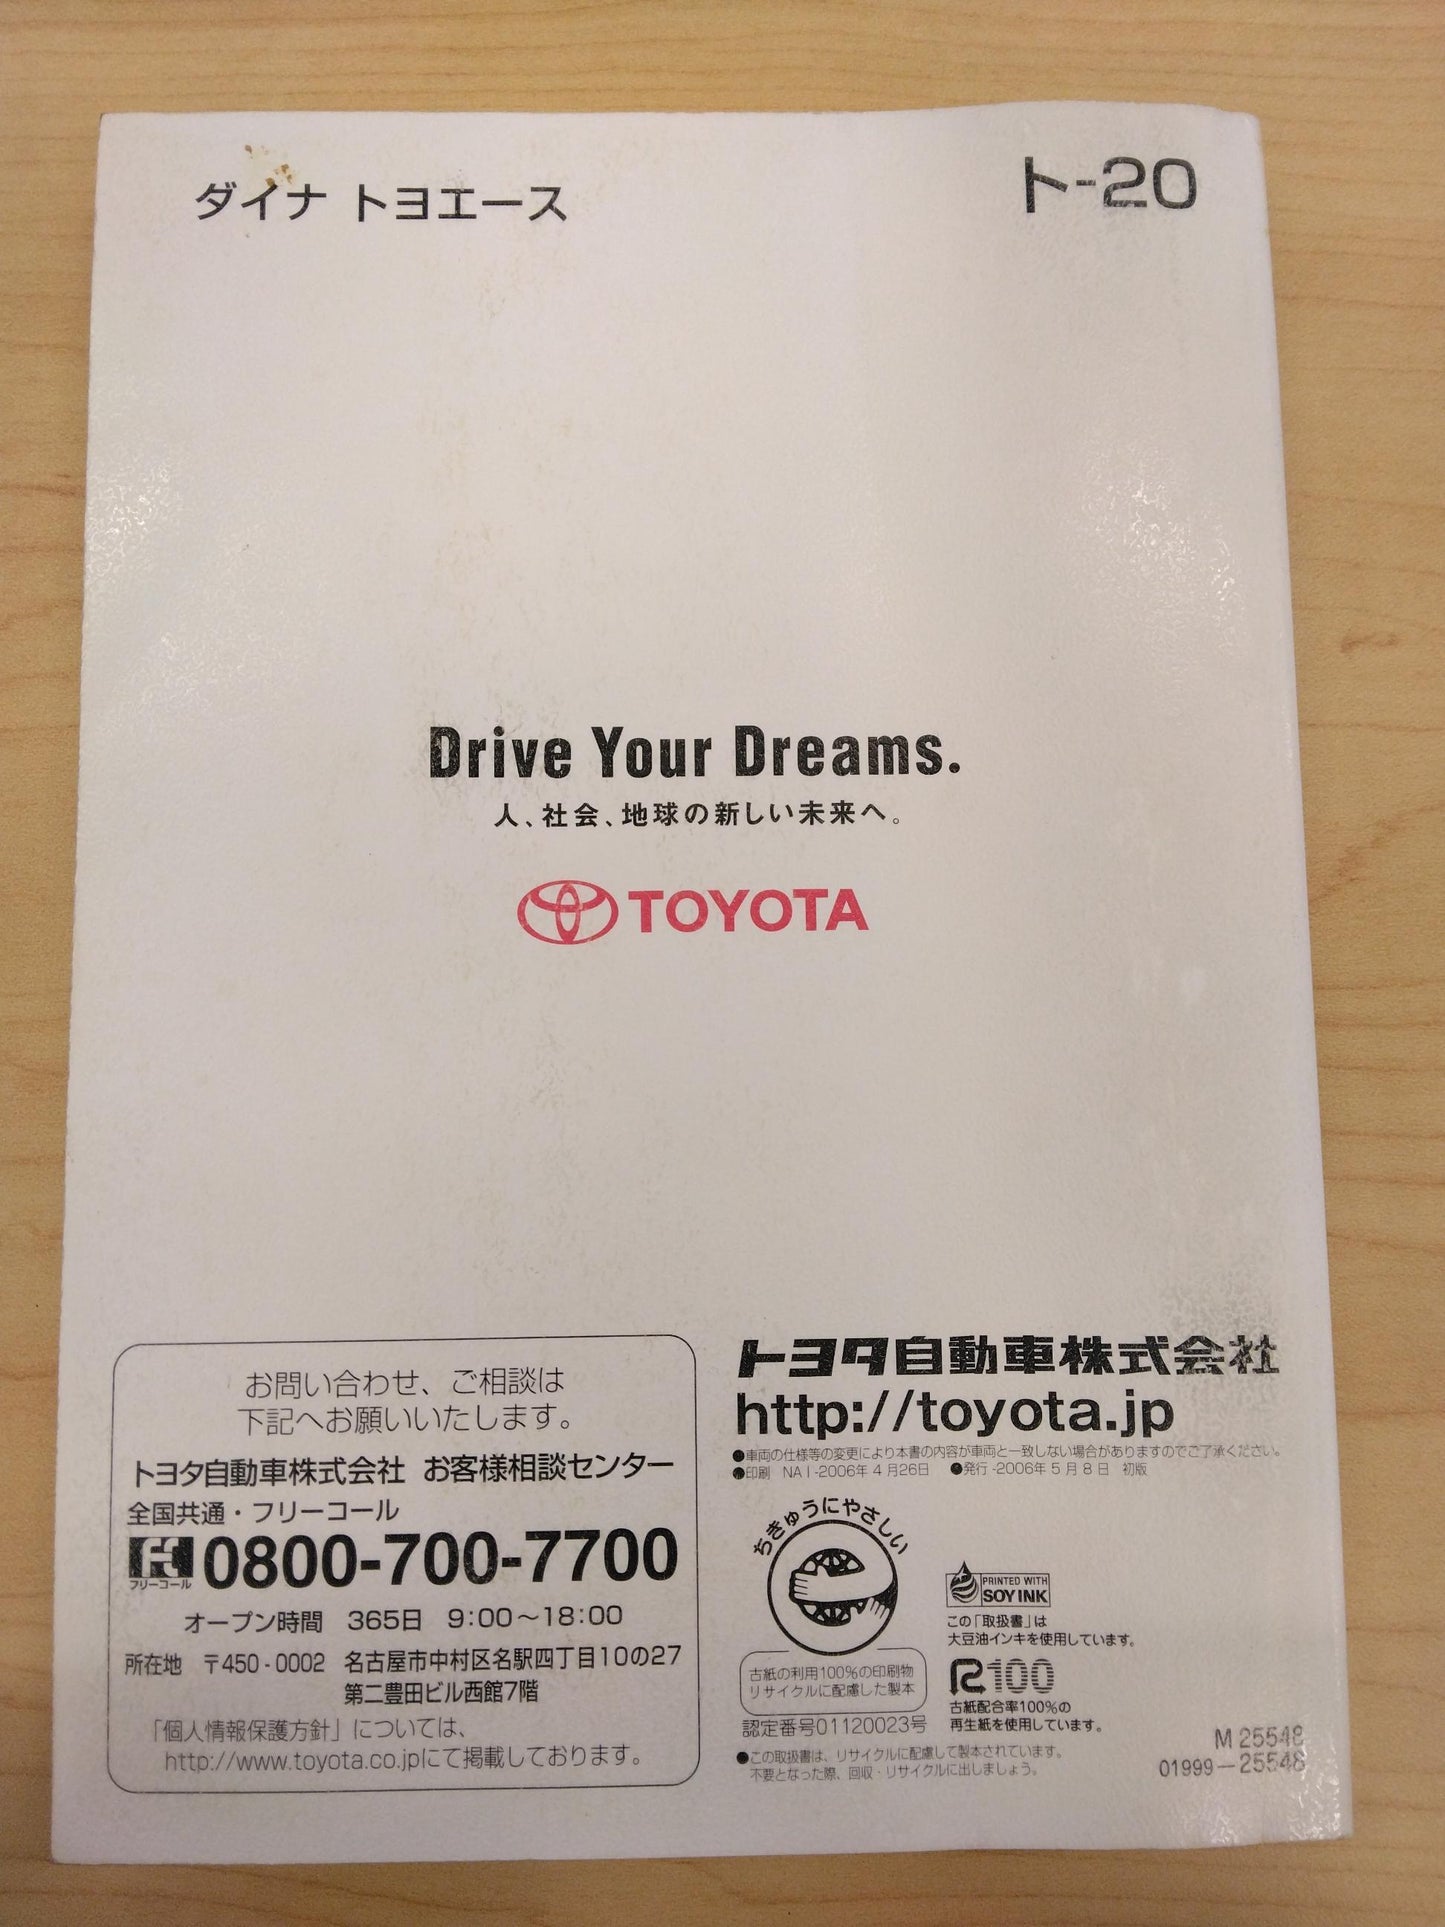 ダイナ トヨエース
ト-20
Drive Your Dreams.
人、社会、地球の新しい未来へ。
TOYOTA
お問い合わせ、ご相談は
下記へお願いいたします。
トヨタ自動車株式会社 お客様相談センター
全国共通・フリーコール
フリーコール
0800-700-7700
オープン時間 365日 9:00〜18:00
所在地 〒450-0002 名古屋市中村区名駅四丁目10の27
第二豊田ビル西館7階
「個人情報保護方針」については、
http://www.toyota.co.jpにて掲載しております。
トヨタ自動車株式会社
http://toyota.jp
●車両の仕様等の変更により本書の内容が車両と一致しない場合がありますのでご了承ください。
●印刷 NAI-2006年4月26日 ●発行-2006年5月8日 初版
ちきゅうにやさしい
古紙の利用100%の印刷物
リサイクルに配慮した製本
認定番号01120023号
PRINTED WITH
SOY INK
この「取扱書」は
大豆油インキを使用しています。
R100
古紙配合率100%の
再生紙を使用しています。
●この取扱書は、リサイクルに配慮して製本されています。
不要となった際、回収・リサイクルに出しましょう。
M 25548
01999-25548